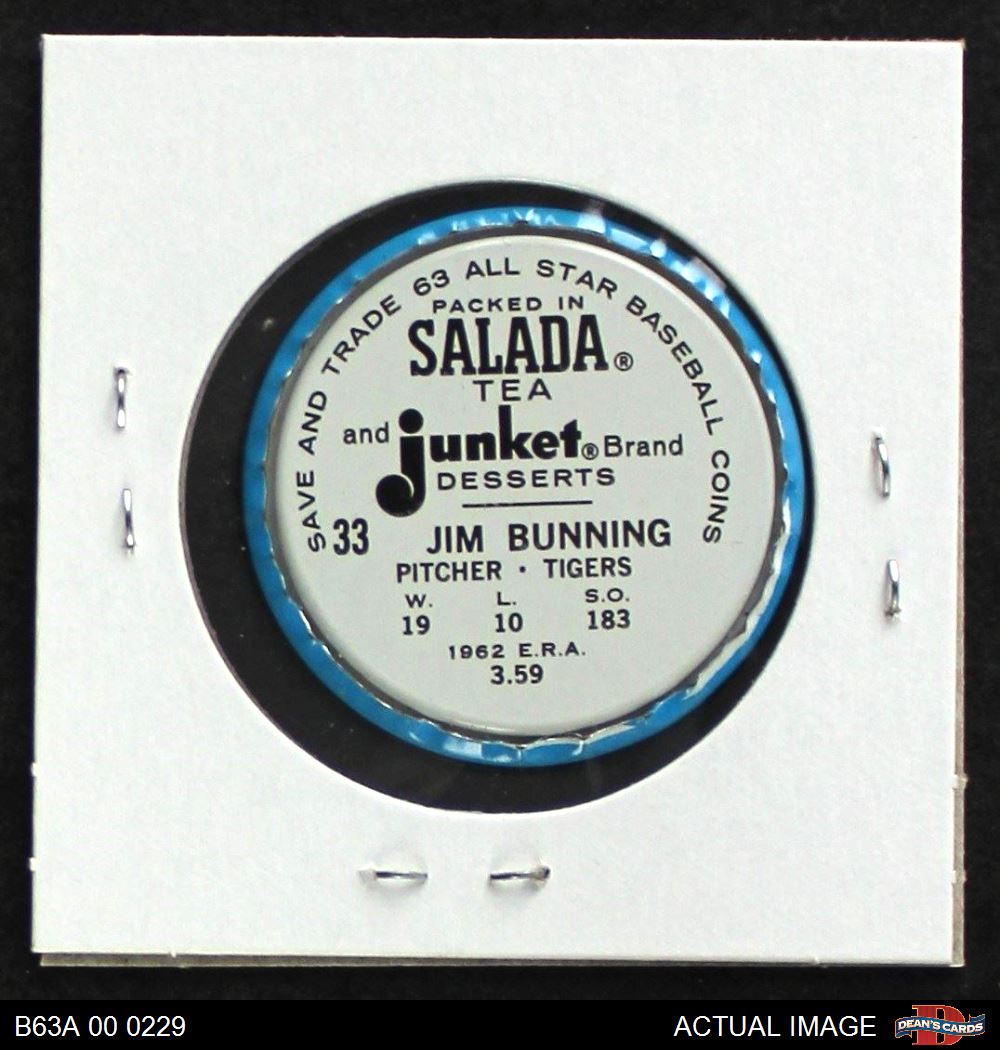 SAVE AND TRADE 63 ALL STAR BASEBALL COINS
PACKED IN
SALADA®
TEA
and junket® Brand
DESSERTS
33 JIM BUNNING
PITCHER · TIGERS
W. L. S.O.
19 10 183
1962 E.R.A.
3.59
B63A 00 0229 ACTUAL IMAGE D DEAN'S CARDS